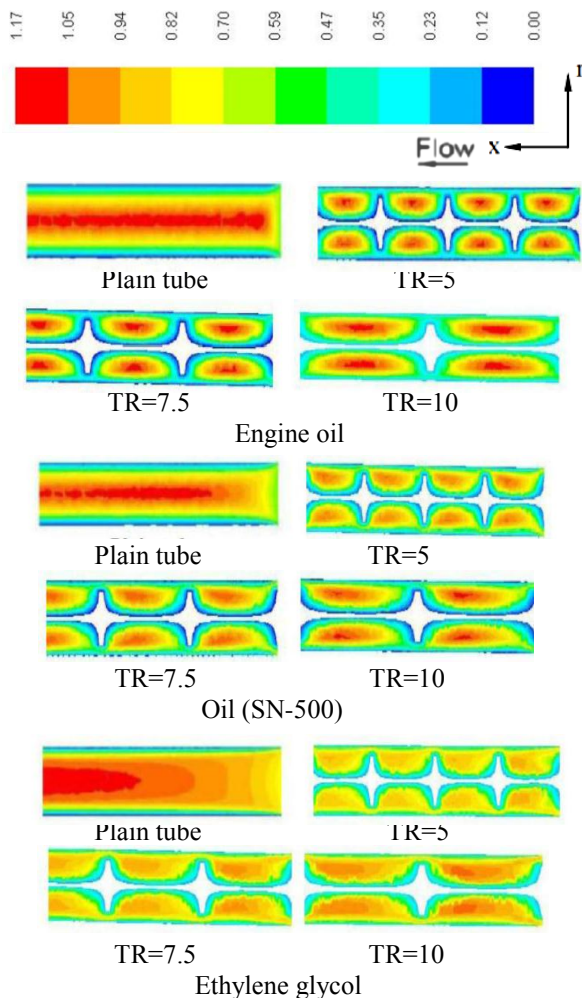 1.17 1.05 0.94 0.82 0.70 0.59 0.47 0.35 0.23 0.12 0.00
r
Flow x
Plain tube TR=5
TR=7.5 TR=10
Engine oil
Plain tube TR=5
TR=7.5 TR=10
Oil (SN-500)
Plain tube TR=5
TR=7.5 TR=10
Ethylene glycol